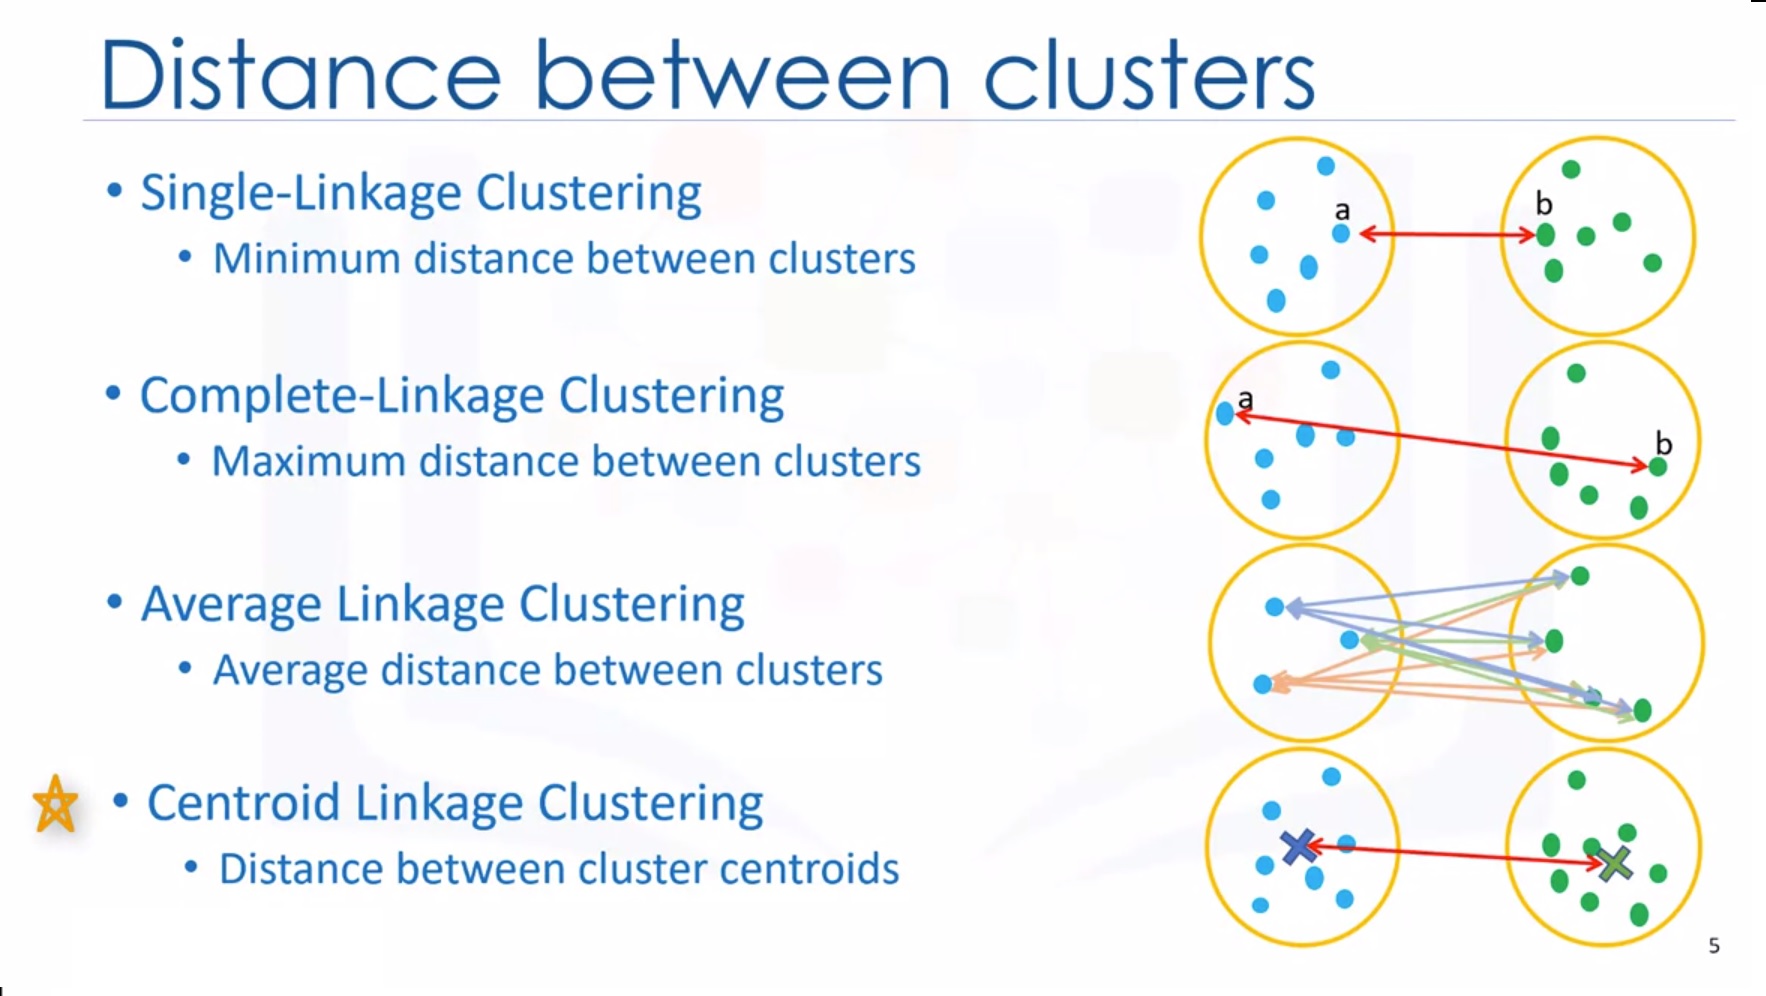 Distance between clusters
• Single-Linkage Clustering
• Minimum distance between clusters
• Complete-Linkage Clustering
• Maximum distance between clusters
• Average Linkage Clustering
• Average distance between clusters
• Centroid Linkage Clustering
• Distance between cluster centroids
a
b
a
b
5